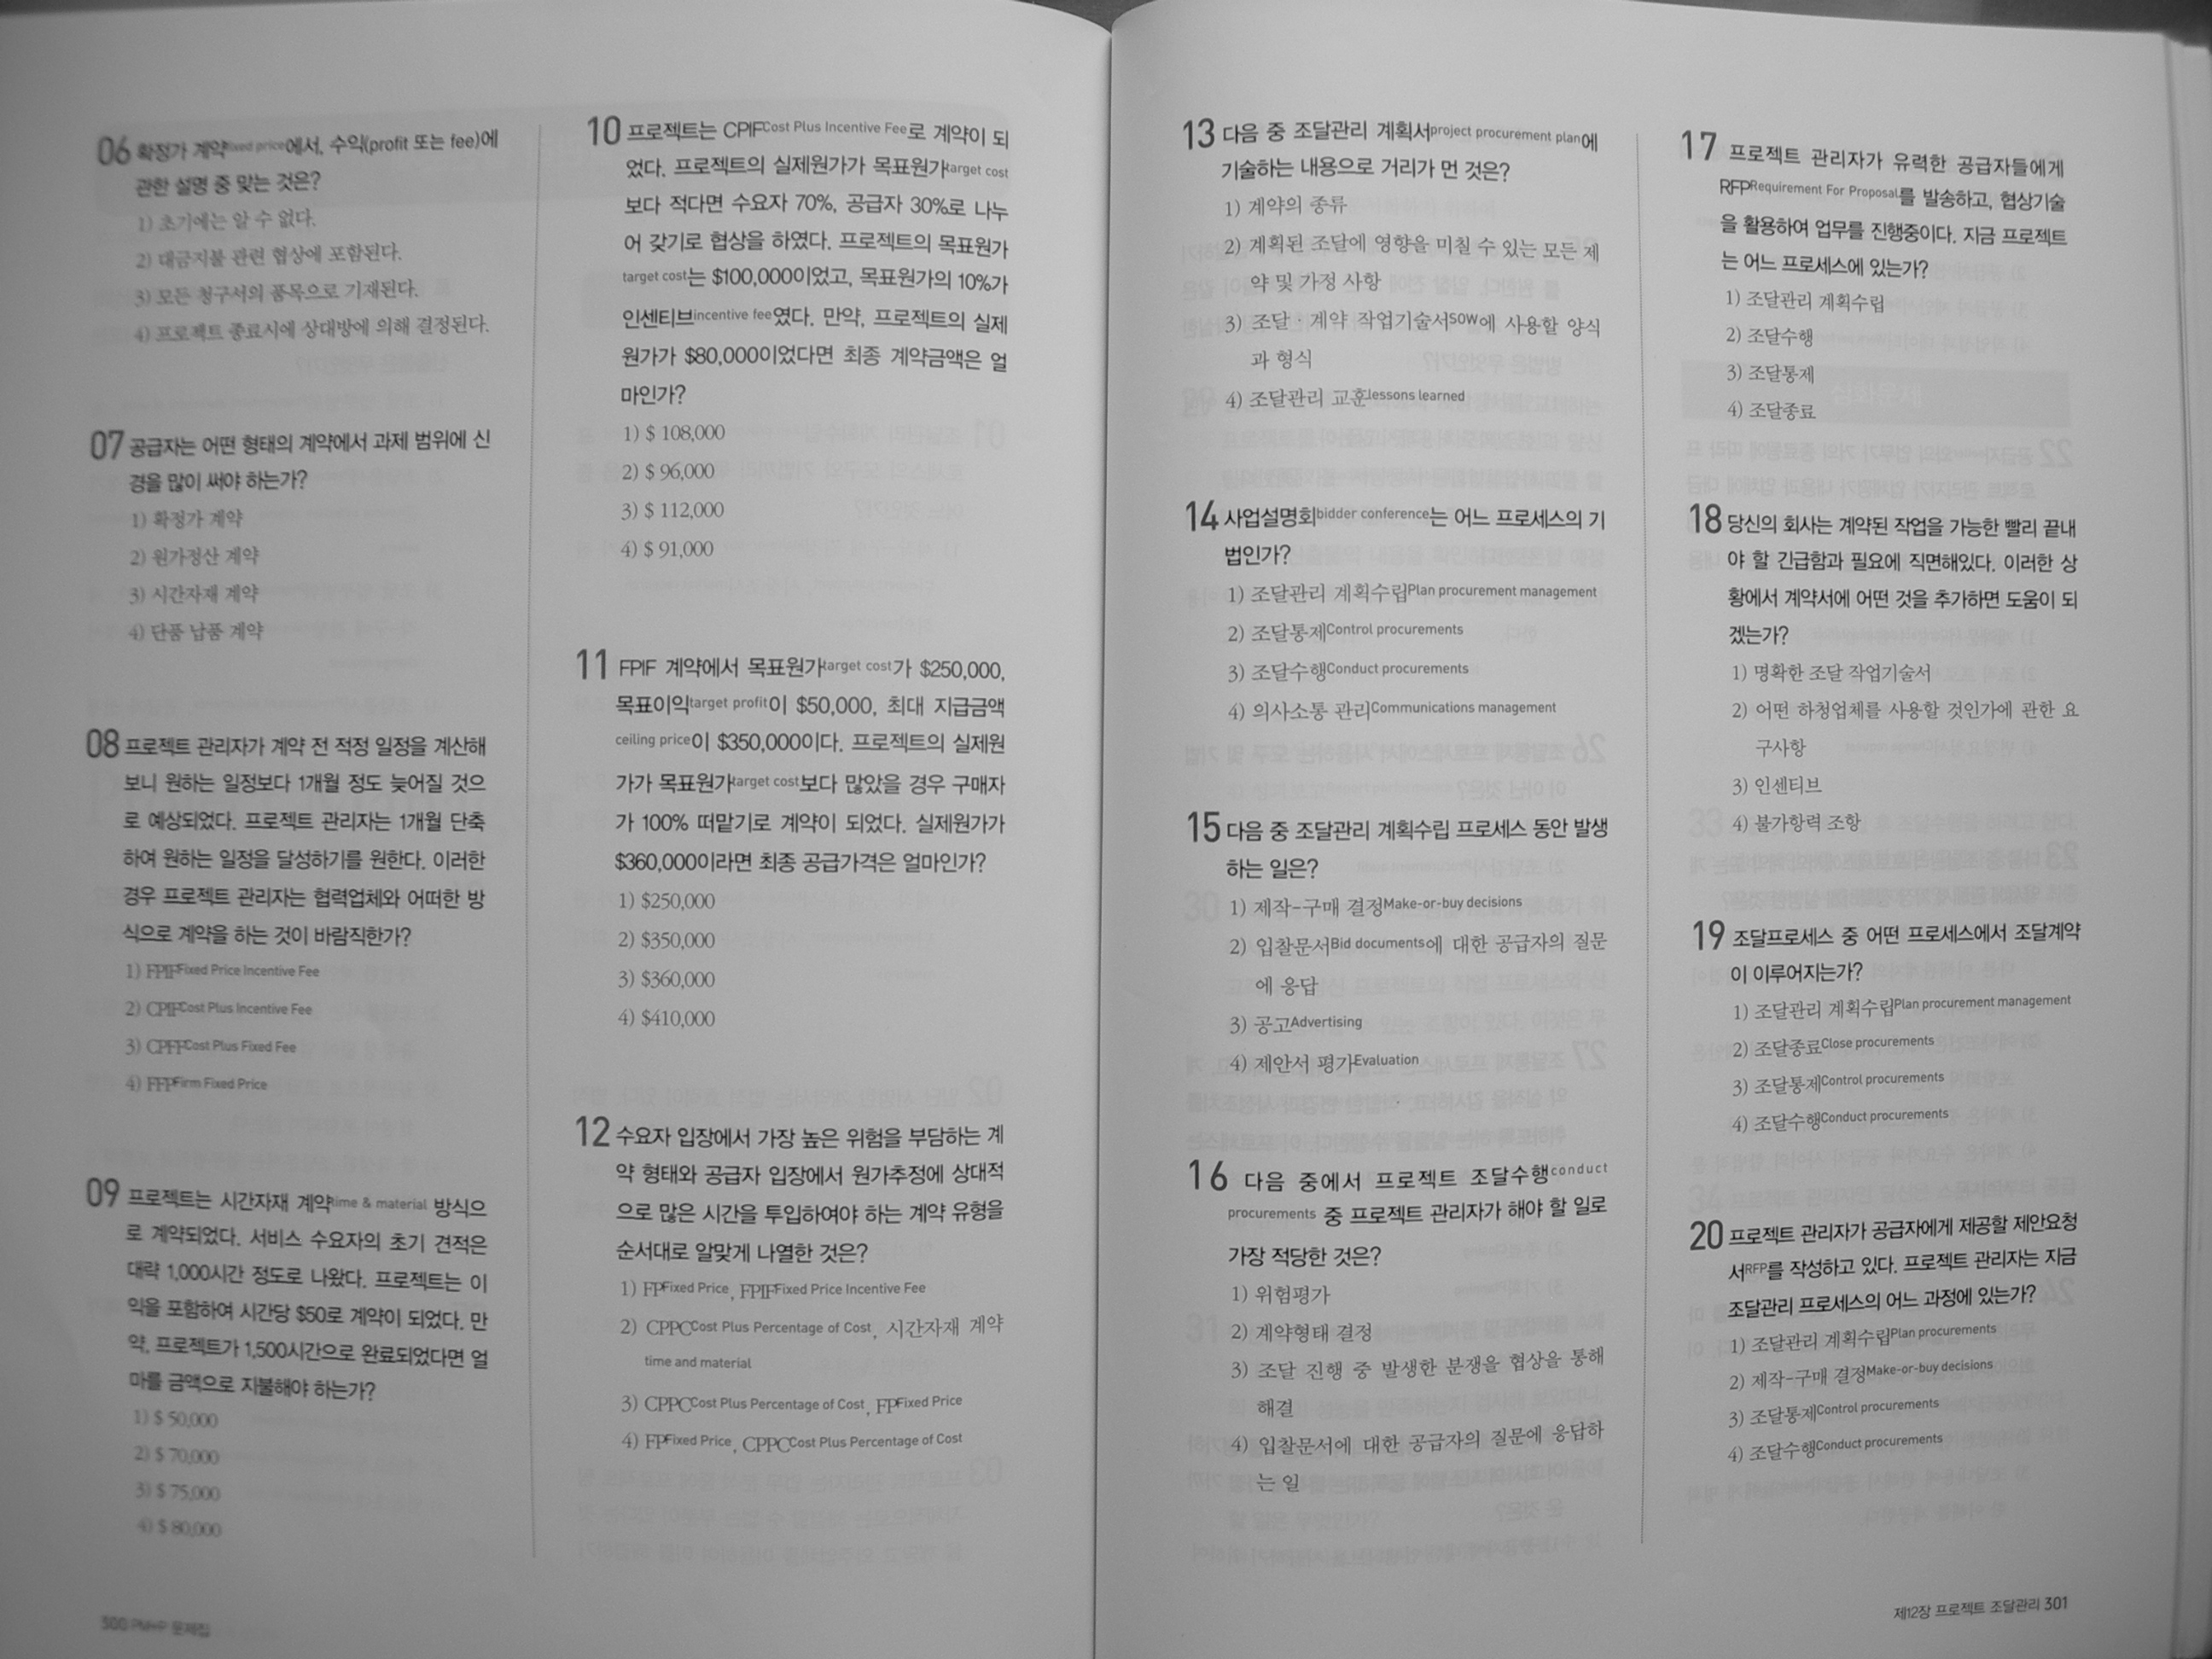 06 확정가 계약fixed price에서, 수익(profit 또는 fee)에
관한 설명 중 맞는 것은?
1) 초기에는 알 수 없다.
2) 대금지불 관련 협상에 포함된다.
3) 모든 청구서의 품목으로 기재된다.
4) 프로젝트 종료시에 상대방에 의해 결정된다.
07 공급자는 어떤 형태의 계약에서 과제 범위에 신
경을 많이 써야 하는가?
1) 확정가 계약
2) 원가정산 계약
3) 시간자재 계약
4) 단품 납품 계약
08 프로젝트 관리자가 계약 전 적정 일정을 계산해
보니 원하는 일정보다 1개월 정도 늦어질 것으
로 예상되었다. 프로젝트 관리자는 1개월 단축
하여 원하는 일정을 달성하기를 원한다. 이러한
경우 프로젝트 관리자는 협력업체와 어떠한 방
식으로 계약을 하는 것이 바람직한가?
1) FPIFFixed Price Incentive Fee
2) CPIFCost Plus Incentive Fee
3) CPFFCost Plus Fixed Fee
4) FFPFirm Fixed Price
09 프로젝트는 시간자재 계약time & material 방식으
로 계약되었다. 서비스 수요자의 초기 견적은
대략 1,000시간 정도로 나왔다. 프로젝트는 이
익을 포함하여 시간당 $50로 계약이 되었다. 만
약, 프로젝트가 1,500시간으로 완료되었다면 얼
마를 금액으로 지불해야 하는가?
1) $ 50,000
2) $ 70,000
3) $ 75,000
4) $ 80,000
300 PMP 문제집
10 프로젝트는 CPIFCost Plus Incentive Fee로 계약이 되
었다. 프로젝트의 실제원가가 목표원가target cost
보다 적다면 수요자 70%, 공급자 30%로 나누
어 갖기로 협상을 하였다. 프로젝트의 목표원가
target cost는 $100,000이었고, 목표원가의 10%가
인센티브incentive fee였다. 만약, 프로젝트의 실제
원가가 $80,000이었다면 최종 계약금액은 얼
마인가?
1) $ 108,000
2) $ 96,000
3) $ 112,000
4) $ 91,000
11 FPIF 계약에서 목표원가target cost가 $250,000,
목표이익target profit이 $50,000, 최대 지급금액
ceiling price이 $350,000이다. 프로젝트의 실제원
가가 목표원가target cost보다 많았을 경우 구매자
가 100% 떠맡기로 계약이 되었다. 실제원가가
$360,000이라면 최종 공급가격은 얼마인가?
1) $250,000
2) $350,000
3) $360,000
4) $410,000
12 수요자 입장에서 가장 높은 위험을 부담하는 계
약 형태와 공급자 입장에서 원가추정에 상대적
으로 많은 시간을 투입하여야 하는 계약 유형을
순서대로 알맞게 나열한 것은?
1) FPFixed Price, FPIFFixed Price Incentive Fee
2) CPPCCost Plus Percentage of Cost, 시간자재 계약
time and material
3) CPPCCost Plus Percentage of Cost, FPFixed Price
4) FPFixed Price, CPPCCost Plus Percentage of Cost
13 다음 중 조달관리 계획서project procurement plan에
기술하는 내용으로 거리가 먼 것은?
1) 계약의 종류
2) 계획된 조달에 영향을 미칠 수 있는 모든 제
약 및 가정 사항
3) 조달 · 계약 작업기술서SOW에 사용할 양식
과 형식
4) 조달관리 교훈lessons learned
14 사업설명회bidder conference는 어느 프로세스의 기
법인가?
1) 조달관리 계획수립Plan procurement management
2) 조달통제Control procurements
3) 조달수행Conduct procurements
4) 의사소통 관리Communications management
15 다음 중 조달관리 계획수립 프로세스 동안 발생
하는 일은?
1) 제작-구매 결정Make-or-buy decisions
2) 입찰문서Bid documents에 대한 공급자의 질문
에 응답
3) 공고Advertising
4) 제안서 평가Evaluation
16 다음 중에서 프로젝트 조달수행conduct
procurements 중 프로젝트 관리자가 해야 할 일로
가장 적당한 것은?
1) 위험평가
2) 계약형태 결정
3) 조달 진행 중 발생한 분쟁을 협상을 통해
해결
4) 입찰문서에 대한 공급자의 질문에 응답하
는 일
17 프로젝트 관리자가 유력한 공급자들에게
RFPRequirement For Proposal를 발송하고, 협상기술
을 활용하여 업무를 진행중이다. 지금 프로젝트
는 어느 프로세스에 있는가?
1) 조달관리 계획수립
2) 조달수행
3) 조달통제
4) 조달종료
18 당신의 회사는 계약된 작업을 가능한 빨리 끝내
야 할 긴급함과 필요에 직면해있다. 이러한 상
황에서 계약서에 어떤 것을 추가하면 도움이 되
겠는가?
1) 명확한 조달 작업기술서
2) 어떤 하청업체를 사용할 것인가에 관한 요
구사항
3) 인센티브
4) 불가항력 조항
19 조달프로세스 중 어떤 프로세스에서 조달계약
이 이루어지는가?
1) 조달관리 계획수립Plan procurement management
2) 조달종료Close procurements
3) 조달통제Control procurements
4) 조달수행Conduct procurements
20 프로젝트 관리자가 공급자에게 제공할 제안요청
서RFP를 작성하고 있다. 프로젝트 관리자는 지금
조달관리 프로세스의 어느 과정에 있는가?
1) 조달관리 계획수립Plan procurements
2) 제작-구매 결정Make-or-buy decisions
3) 조달통제Control procurements
4) 조달수행Conduct procurements
제12장 프로젝트 조달관리 301